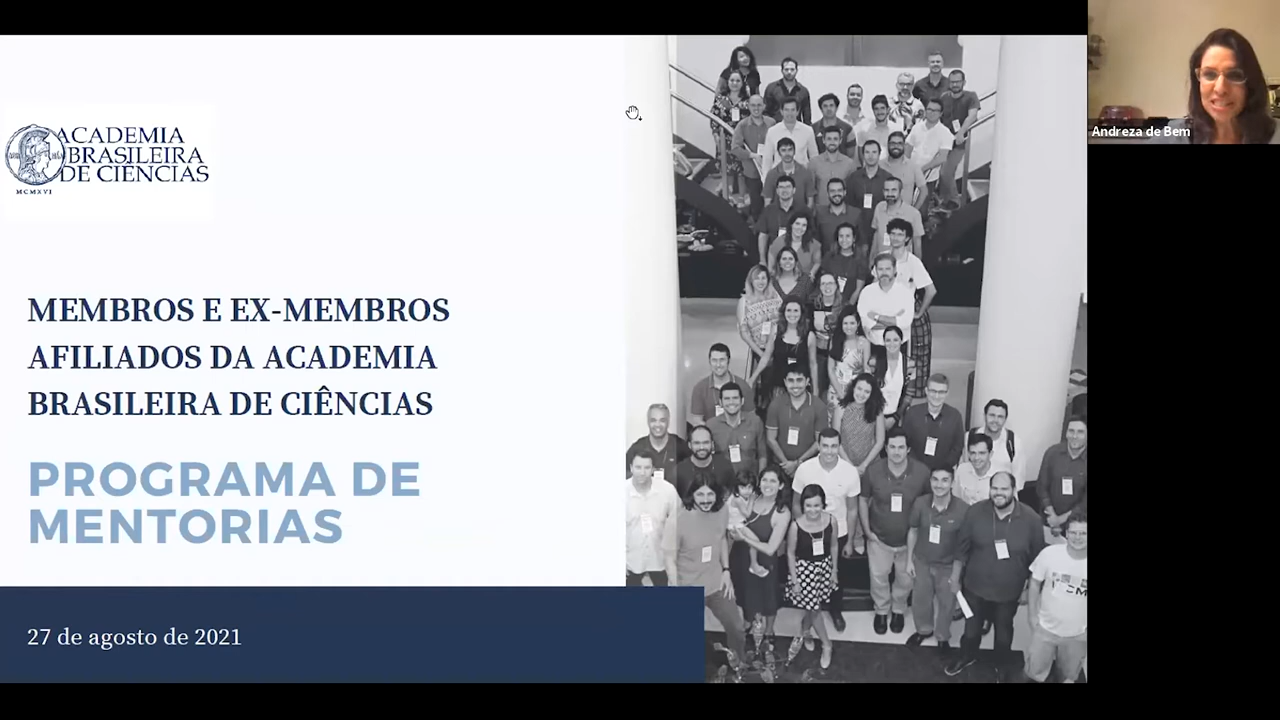 ACADEMIA
BRASILEIRA
DE CIENCIAS
MCMXVI
MEMBROS E EX-MEMBROS
AFILIADOS DA ACADEMIA
BRASILEIRA DE CIÊNCIAS
PROGRAMA DE
MENTORIAS
27 de agosto de 2021
Andreza de Bem